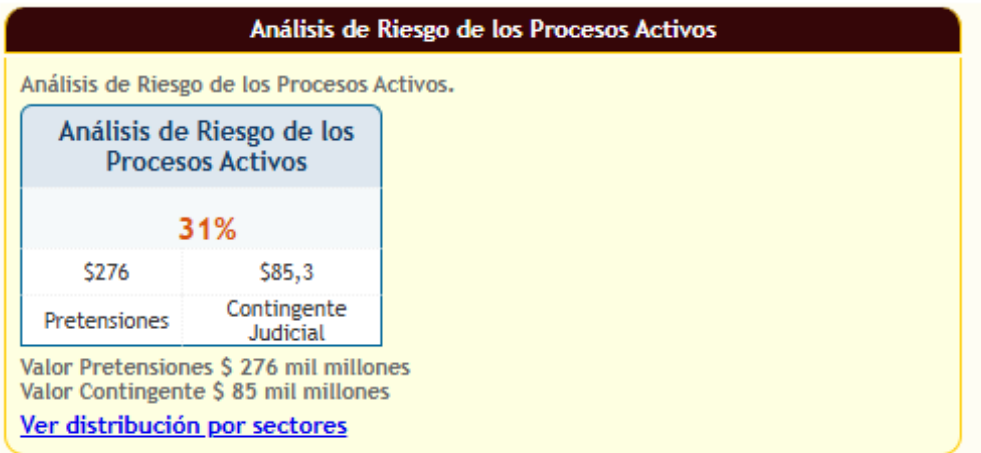 Análisis de Riesgo de los Procesos Activos
Análisis de Riesgo de los Procesos Activos.
Análisis de Riesgo de los
Procesos Activos
31%
$276 $85,3
Pretensiones Contingente
Judicial
Valor Pretensiones $ 276 mil millones
Valor Contingente $ 85 mil millones
Ver distribución por sectores